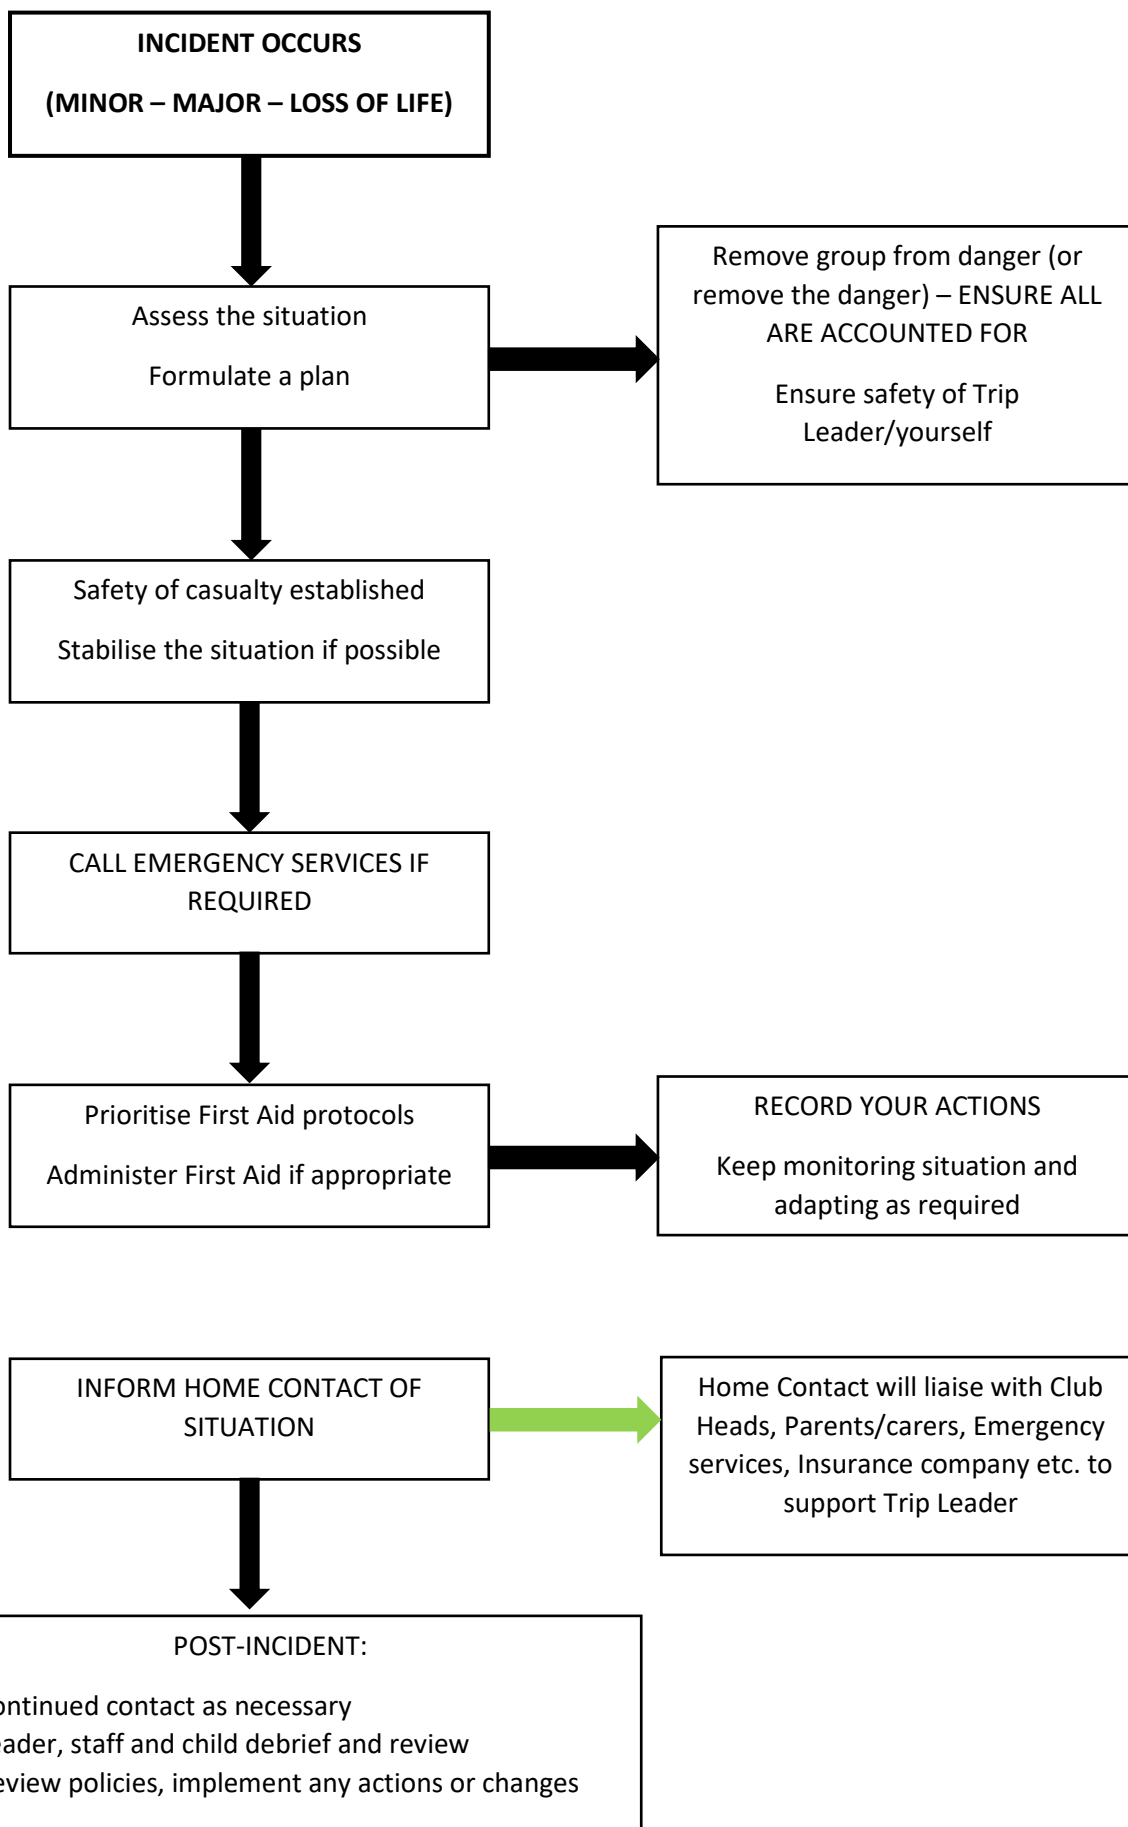 INCIDENT OCCURS
(MINOR – MAJOR – LOSS OF LIFE)
Assess the situation
Formulate a plan
Remove group from danger (or
remove the danger) – ENSURE ALL
ARE ACCOUNTED FOR
Ensure safety of Trip
Leader/yourself
Safety of casualty established
Stabilise the situation if possible
CALL EMERGENCY SERVICES IF
REQUIRED
Prioritise First Aid protocols
Administer First Aid if appropriate
RECORD YOUR ACTIONS
Keep monitoring situation and
adapting as required
INFORM HOME CONTACT OF
SITUATION
Home Contact will liaise with Club
Heads, Parents/carers, Emergency
services, Insurance company etc. to
support Trip Leader
POST-INCIDENT:
ontinued contact as necessary
eader, staff and child debrief and review
eview policies, implement any actions or changes